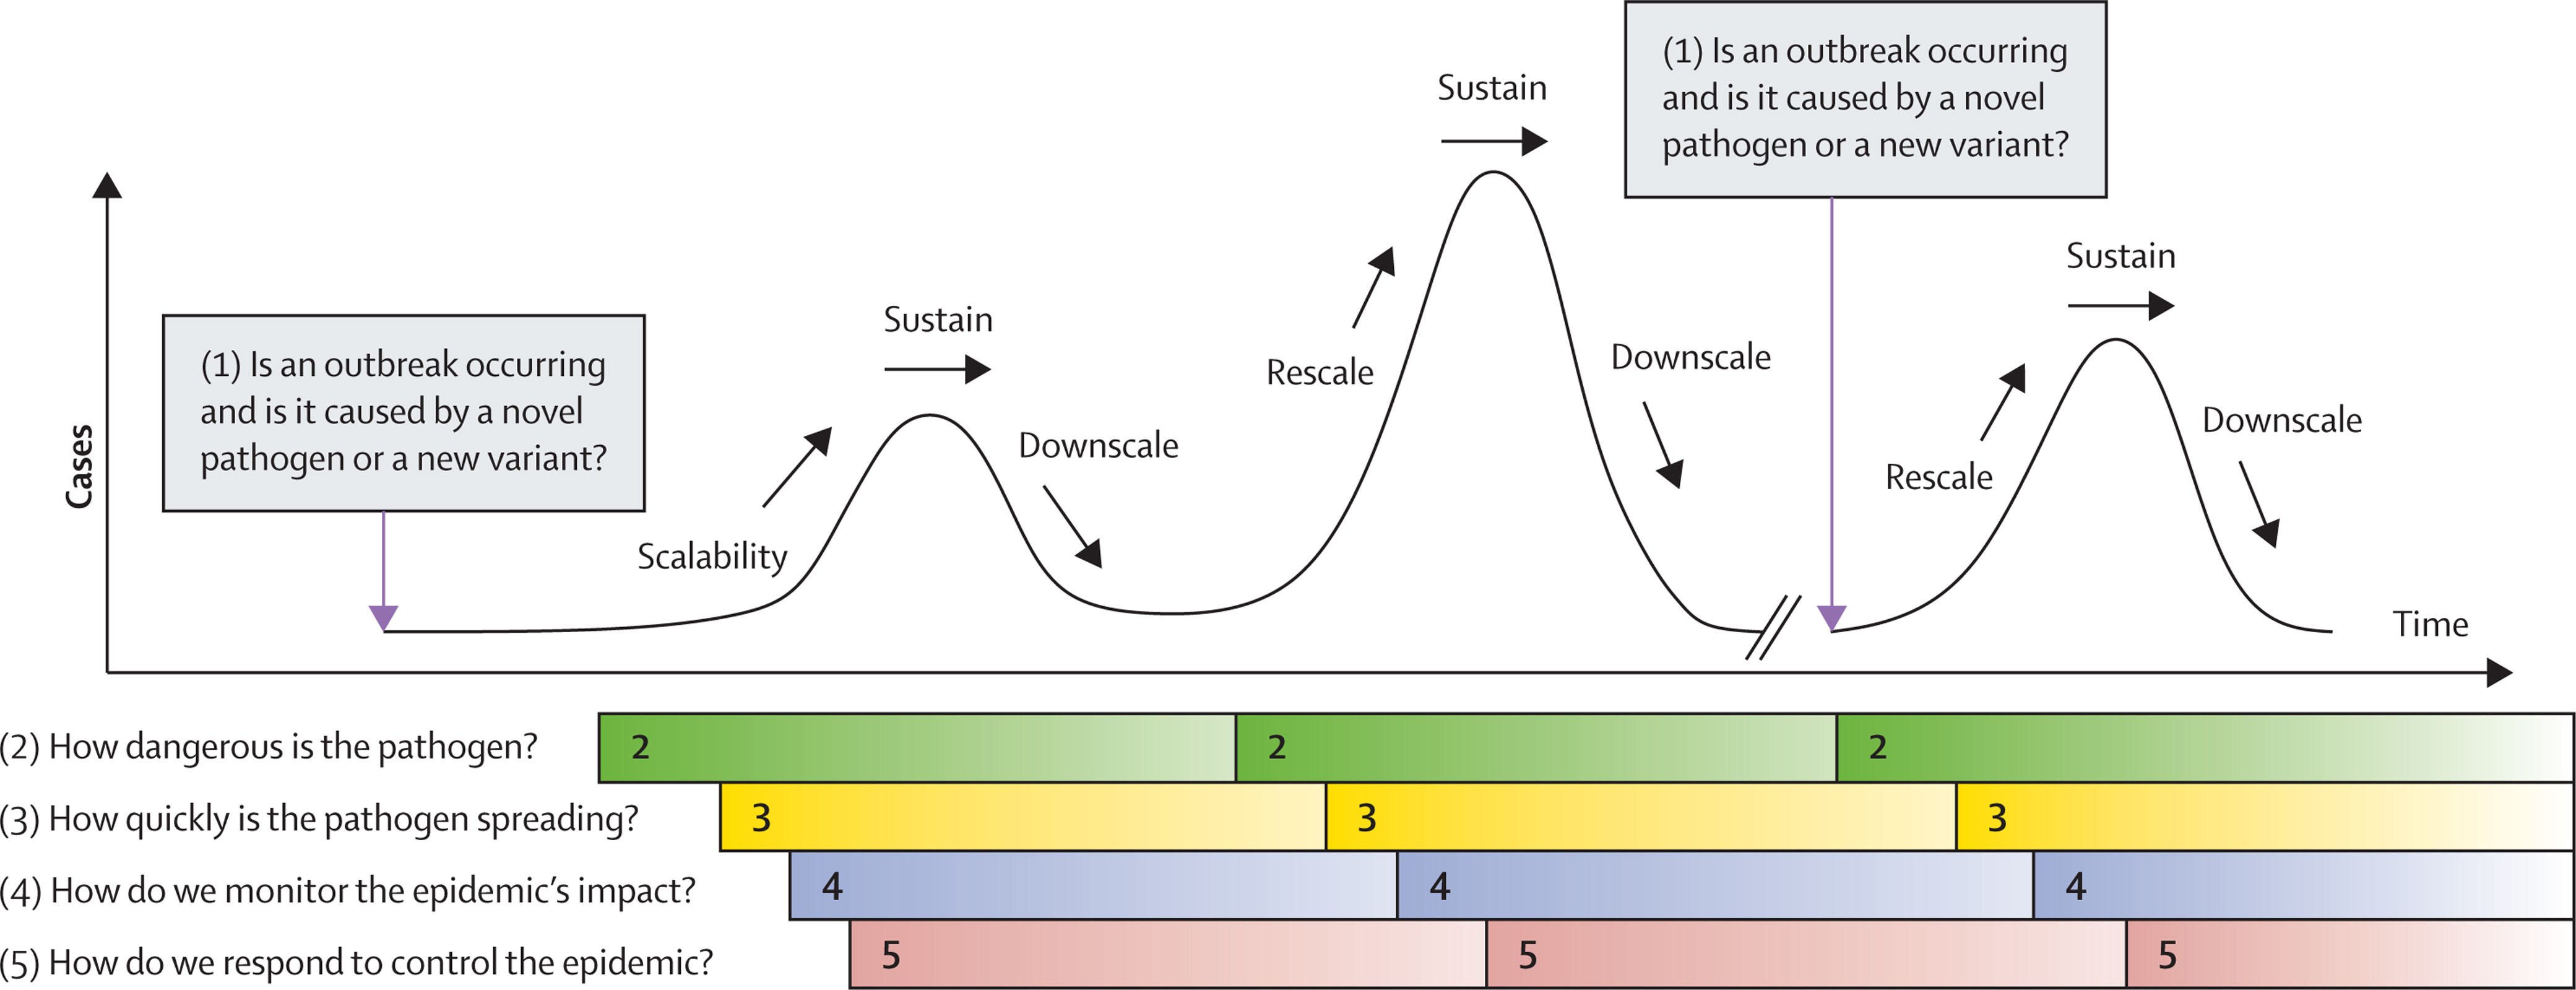 (1) Is an outbreak occurring
and is it caused by a novel
pathogen or a new variant?
Sustain
Sustain
(1) Is an outbreak occurring
and is it caused by a novel
pathogen or a new variant?
Sustain
Cases
Scalability
Downscale
Rescale
Downscale
Rescale
Downscale
Time
(2) How dangerous is the pathogen?
2
2
2
(3) How quickly is the pathogen spreading?
3
3
3
(4) How do we monitor the epidemic’s impact?
4
4
4
(5) How do we respond to control the epidemic?
5
5
5